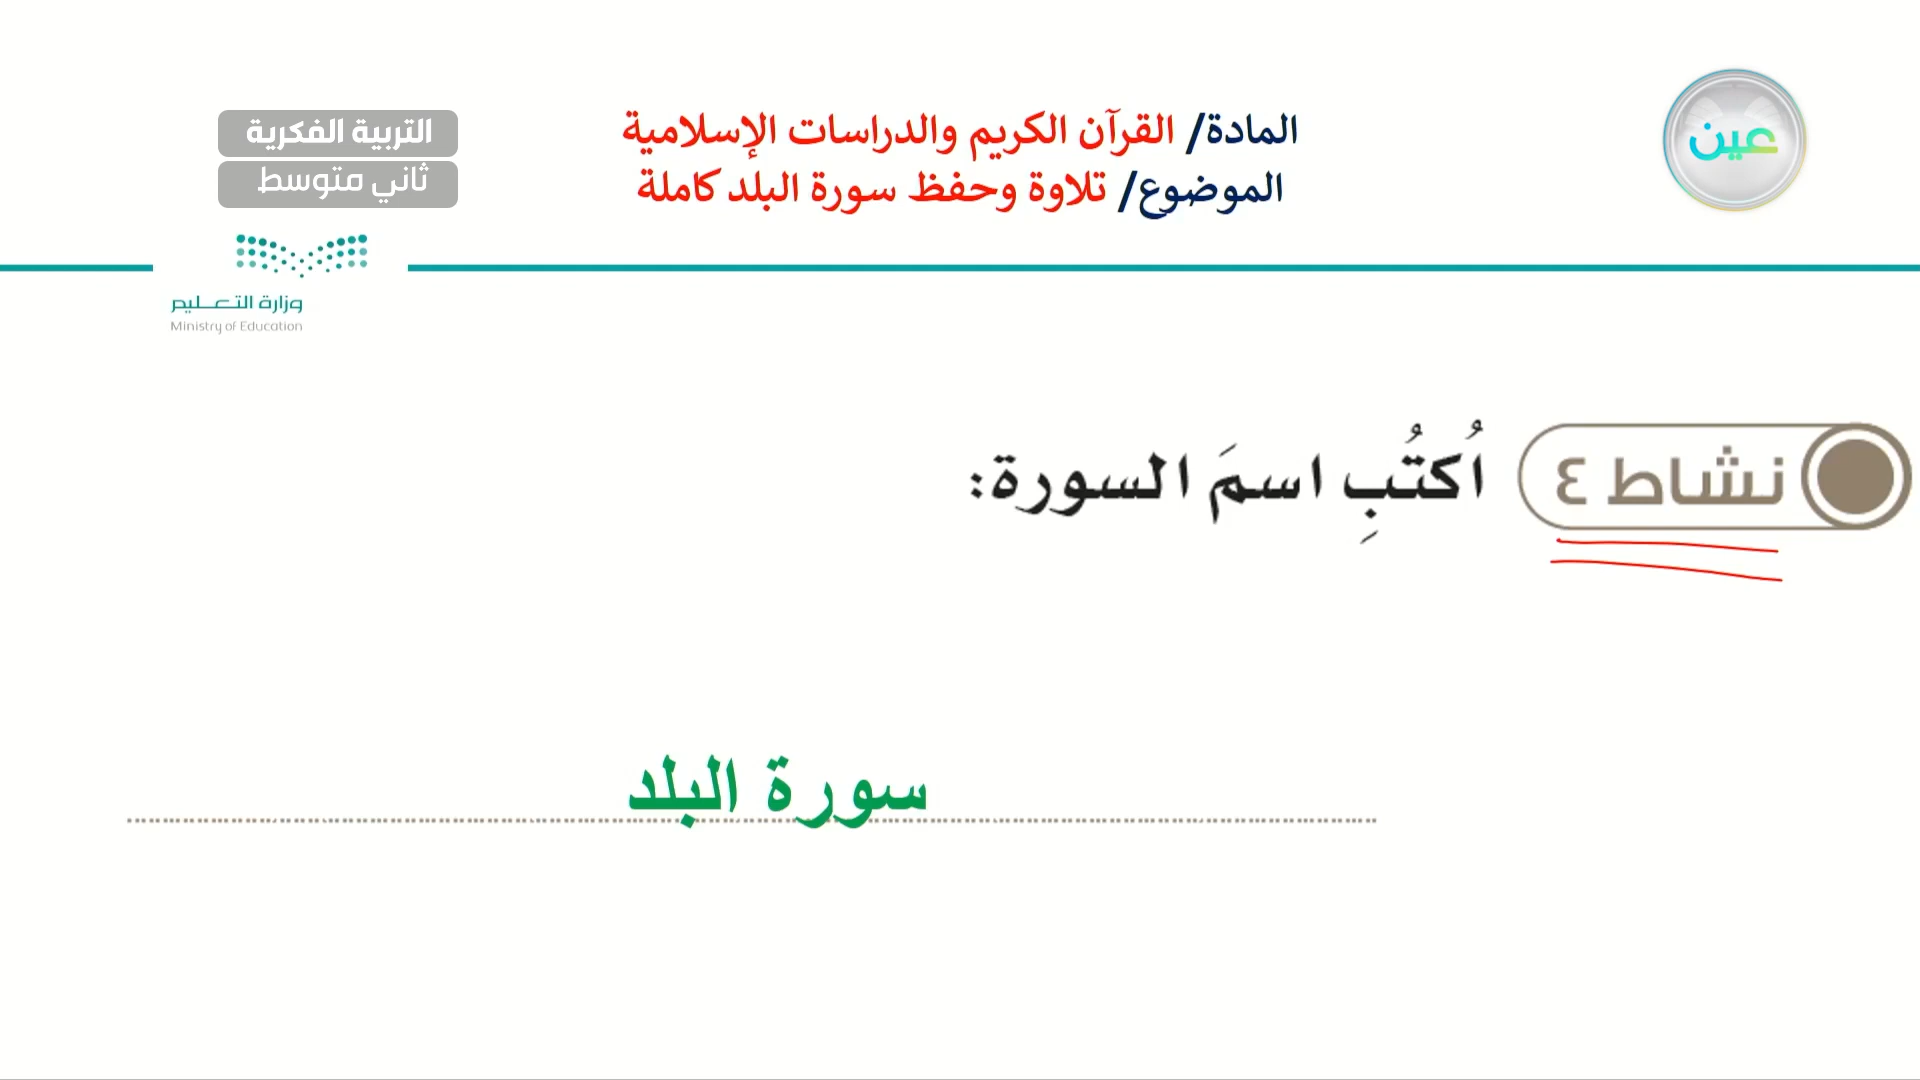 عين
المادة/ القرآن الكريم والدراسات الإسلامية
الموضوع/ تلاوة وحفظ سورة البلد كاملة
التربية الفكرية
ثاني متوسط
وزارة التعليم
Ministry of Education
نشاط ٤
اُكتُبِ اسمَ السورة:
سورة البلد